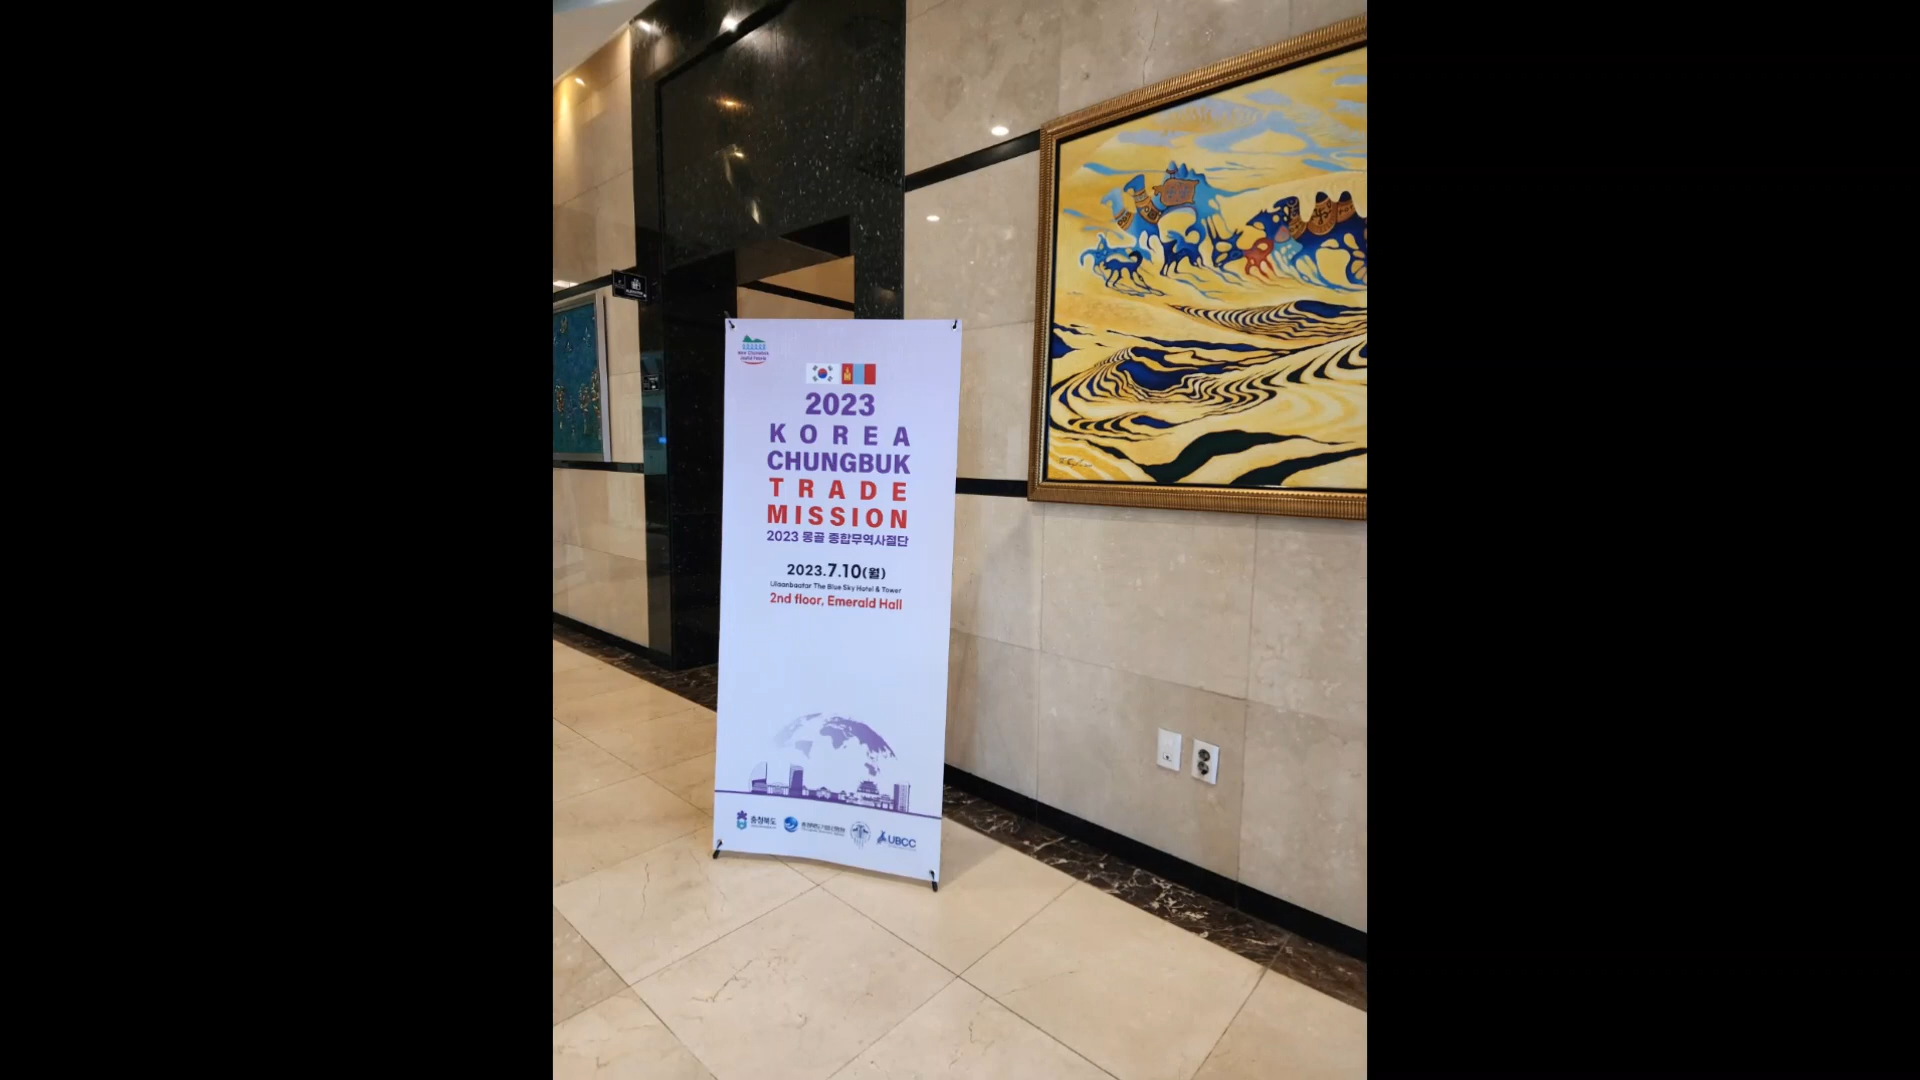 2023
KOREA
CHUNGBUK
TRADE
MISSION
2023 몽골 종합무역사절단
2023.7.10(월)
Ulaanbaatar The Blue Sky Hotel & Tower
2nd floor, Emerald Hall
충청북도
UBCC